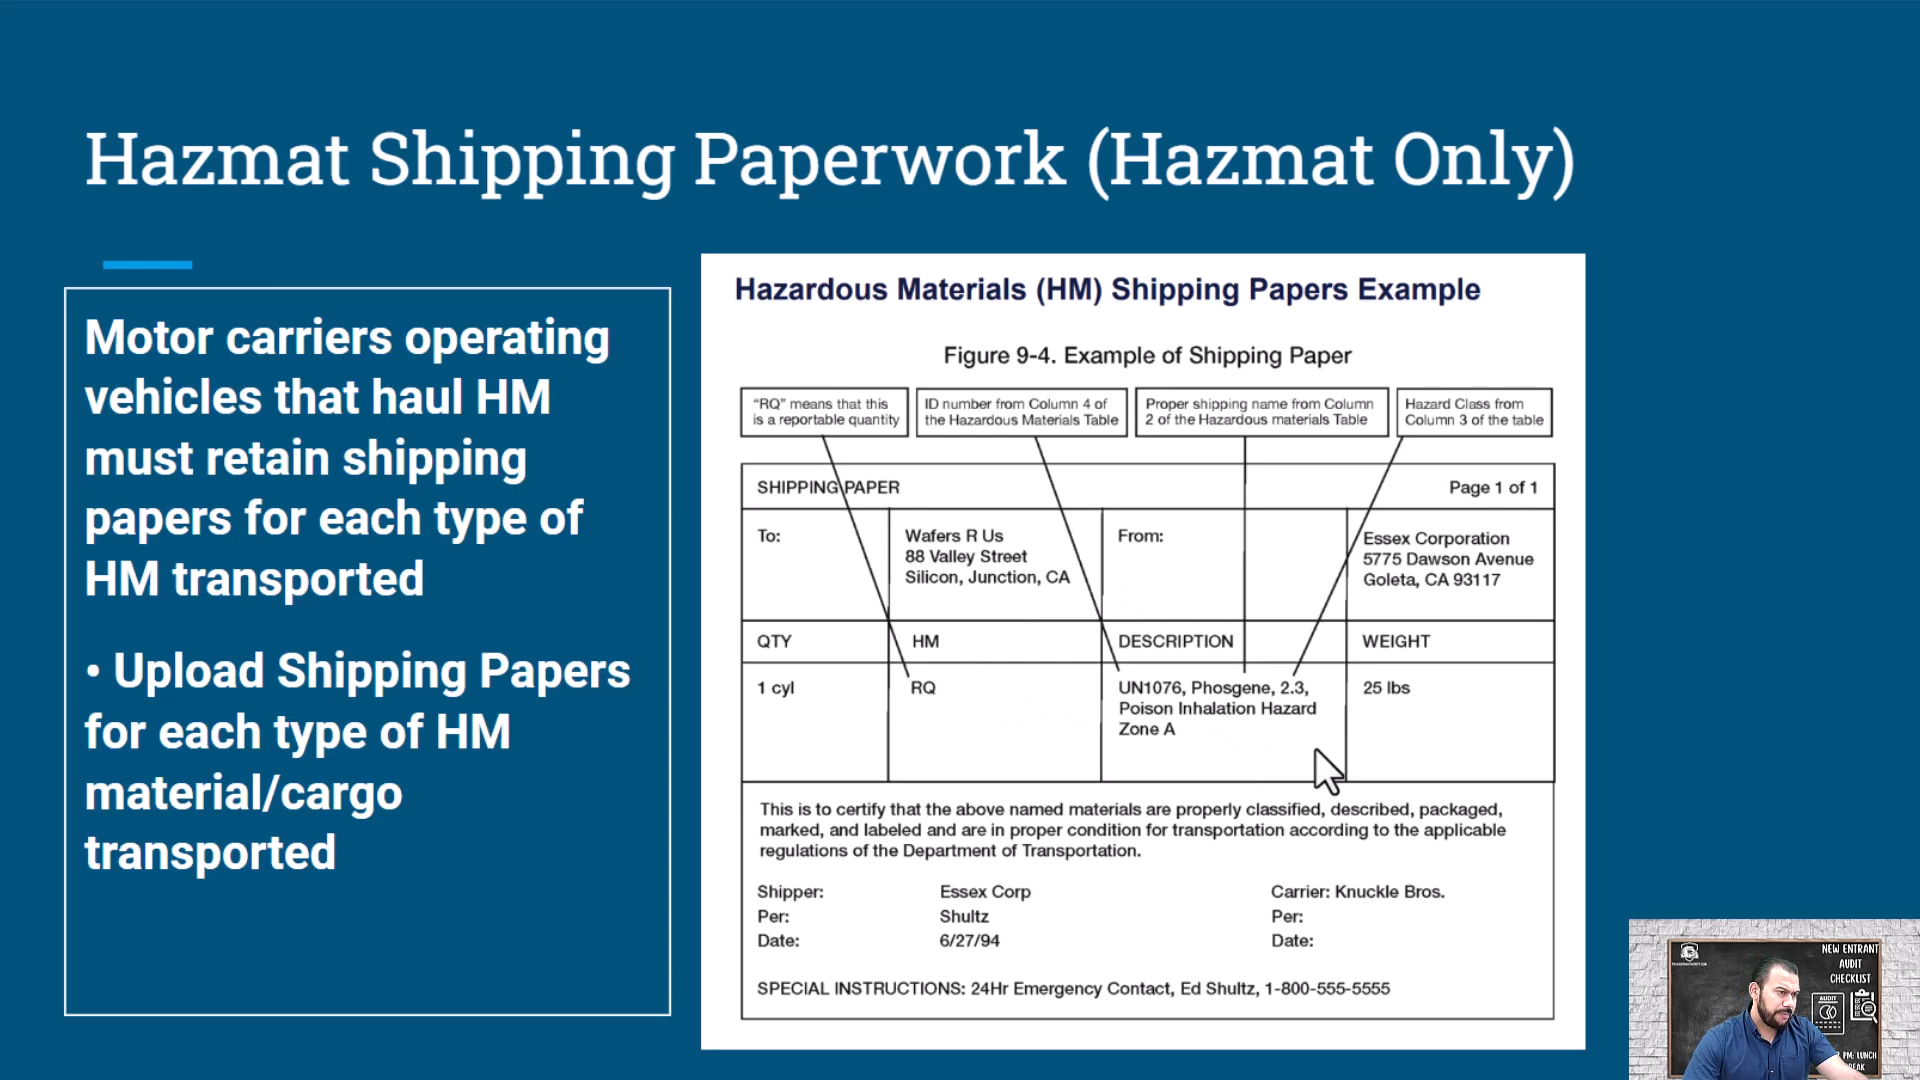 Hazmat Shipping Paperwork (Hazmat Only)
Motor carriers operating
vehicles that haul HM
must retain shipping
papers for each type of
HM transported
• Upload Shipping Papers
for each type of HM
material/cargo
transported
Hazardous Materials (HM) Shipping Papers Example
Figure 9-4. Example of Shipping Paper
“RQ” means that this
is a reportable quantity
ID number from Column 4 of
the Hazardous Materials Table
Proper shipping name from Column
2 of the Hazardous materials Table
Hazard Class from
Column 3 of the table
SHIPPING PAPER
Page 1 of 1
To:
Wafers R Us
88 Valley Street
Silicon, Junction, CA
From:
Essex Corporation
5775 Dawson Avenue
Goleta, CA 93117
QTY
HM
DESCRIPTION
WEIGHT
1 cyl
RQ
UN1076, Phosgene, 2.3,
Poison Inhalation Hazard
Zone A
25 lbs
This is to certify that the above named materials are properly classified, described, packaged,
marked, and labeled and are in proper condition for transportation according to the applicable
regulations of the Department of Transportation.
Shipper:
Essex Corp
Carrier: Knuckle Bros.
Per:
Shultz
Per:
Date:
6/27/94
Date:
SPECIAL INSTRUCTIONS: 24Hr Emergency Contact, Ed Shultz, 1-800-555-5555
NEW ENTRANT
AUDIT
CHECKLIST
AUDIT
PM: LUNCH